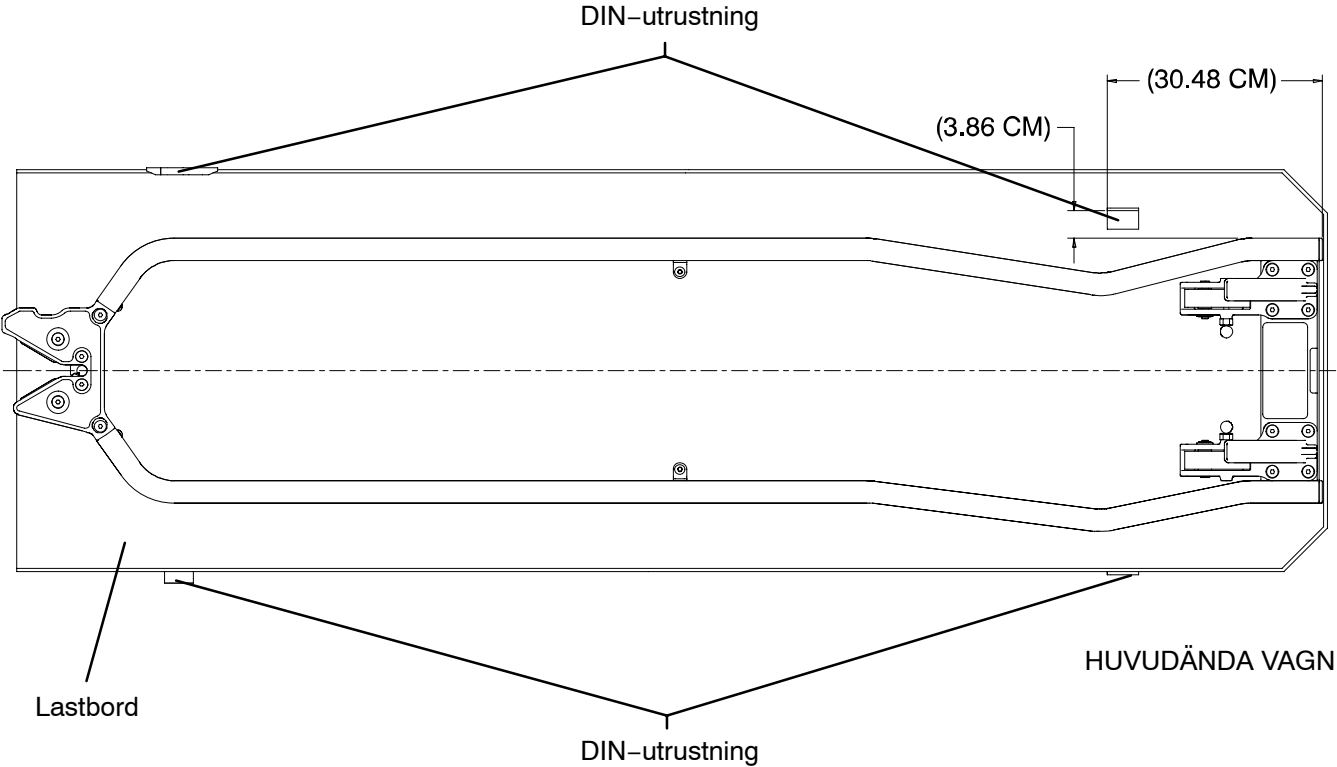 DIN–utrustning
(30.48 CM)
(3.86 CM)
HUVUDÄNDA VAGN
Lastbord
DIN–utrustning